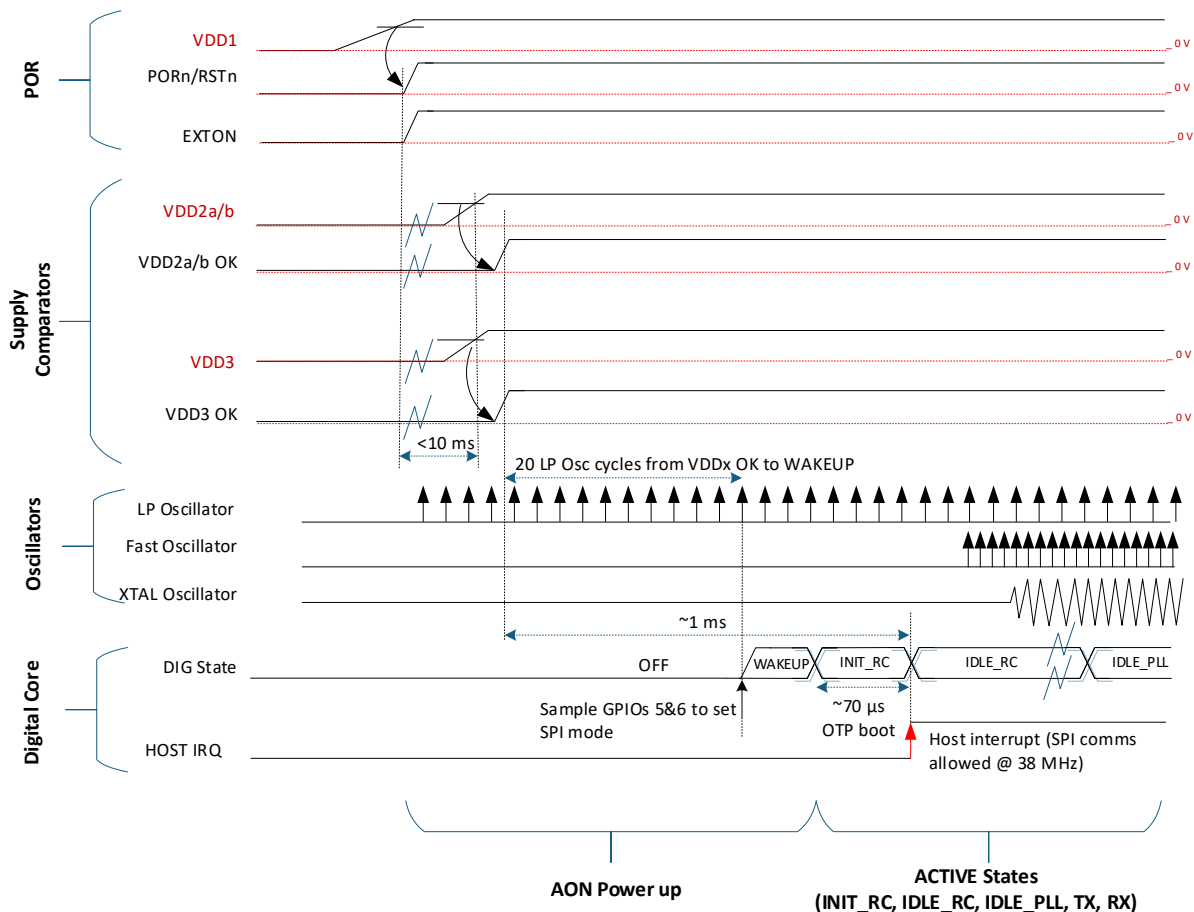 POR
VDD1
0 V
PORn/RSTn
0 V
EXTON
0 V
Supply
Comparators
VDD2a/b
0 V
VDD2a/b OK
0 V
VDD3
0 V
VDD3 OK
0 V
<10 ms
20 LP Osc cycles from VDDx OK to WAKEUP
Oscillators
LP Oscillator
Fast Oscillator
XTAL Oscillator
~1 ms
Digital Core
DIG State
OFF
WAKEUP
INIT_RC
IDLE_RC
IDLE_PLL
Sample GPIOs 5&6 to set
SPI mode
~70 µs
OTP boot
HOST IRQ
Host interrupt (SPI comms
allowed @ 38 MHz)
AON Power up
ACTIVE States
(INIT_RC, IDLE_RC, IDLE_PLL, TX, RX)